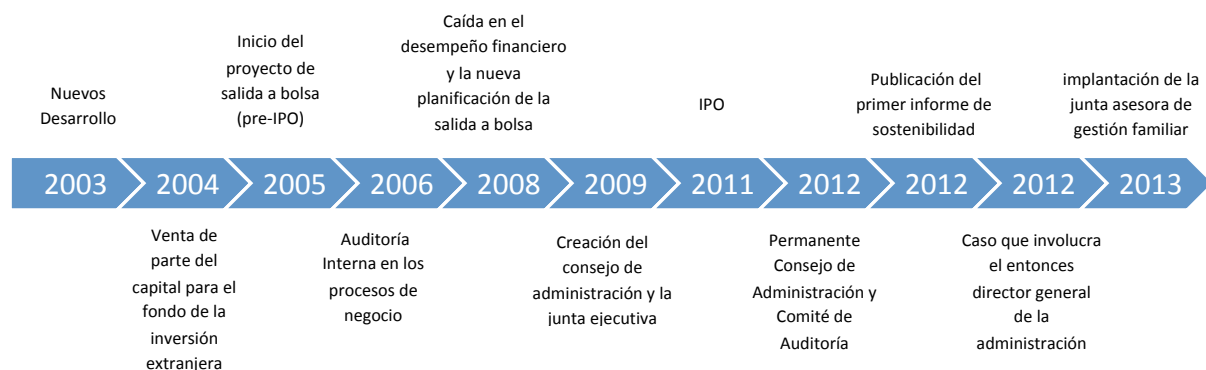 Nuevos
Desarrollo
Inicio del
proyecto de
salida a bolsa
(pre-IPO)
Caída en el
desempeño financiero
y la nueva
planificación de la
salida a bolsa
IPO
Publicación del
primer informe de
sostenibilidad
implantación de la
junta asesora de
gestión familiar
2003 2004 2005 2006 2008 2009 2011 2012 2012 2012 2013
Venta de
parte del
capital para el
fondo de la
inversión
extranjera
Auditoría
Interna en los
procesos de
negocio
Creación del
consejo de
administración y la
junta ejecutiva
Permanente
Consejo de
Administración y
Comité de
Auditoría
Caso que involucra
el entonces
director general
de la
administración